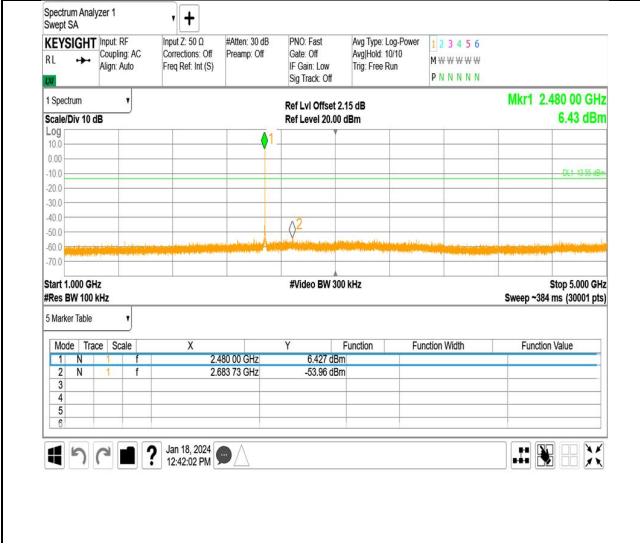 Spectrum Analyzer 1
Swept SA
KEYSIGHT
RL
Input: RF
Coupling: AC
Align: Auto
Input Z: 50 Ω
Corrections: Off
Freq Ref: Int (S)
#Atten: 30 dB
Preamp: Off
PNO: Fast
Gate: Off
IF Gain: Low
Sig Track: Off
Avg Type: Log-Power
Avg|Hold: 10/10
Trig: Free Run
1 2 3 4 5 6
M W W W W W
P N N N N N
1 Spectrum
Scale/Div 10 dB
Ref Lvl Offset 2.15 dB
Ref Level 20.00 dBm
Mkr1 2.480 00 GHz
6.43 dBm
Log
10.0
0.00
-10.0
-20.0
-30.0
-40.0
-50.0
-60.0
-70.0
1
2
DL1 -13.55 dBm
Start 1.000 GHz
#Res BW 100 kHz
#Video BW 300 kHz
Stop 5.000 GHz
Sweep ~384 ms (30001 pts)
5 Marker Table
Mode Trace Scale X Y Function Function Width Function Value
1 N 1 f 2.480 00 GHz 6.427 dBm
2 N 1 f 2.683 73 GHz -53.96 dBm
3
4
5
6
?
Jan 18, 2024
12:42:02 PM